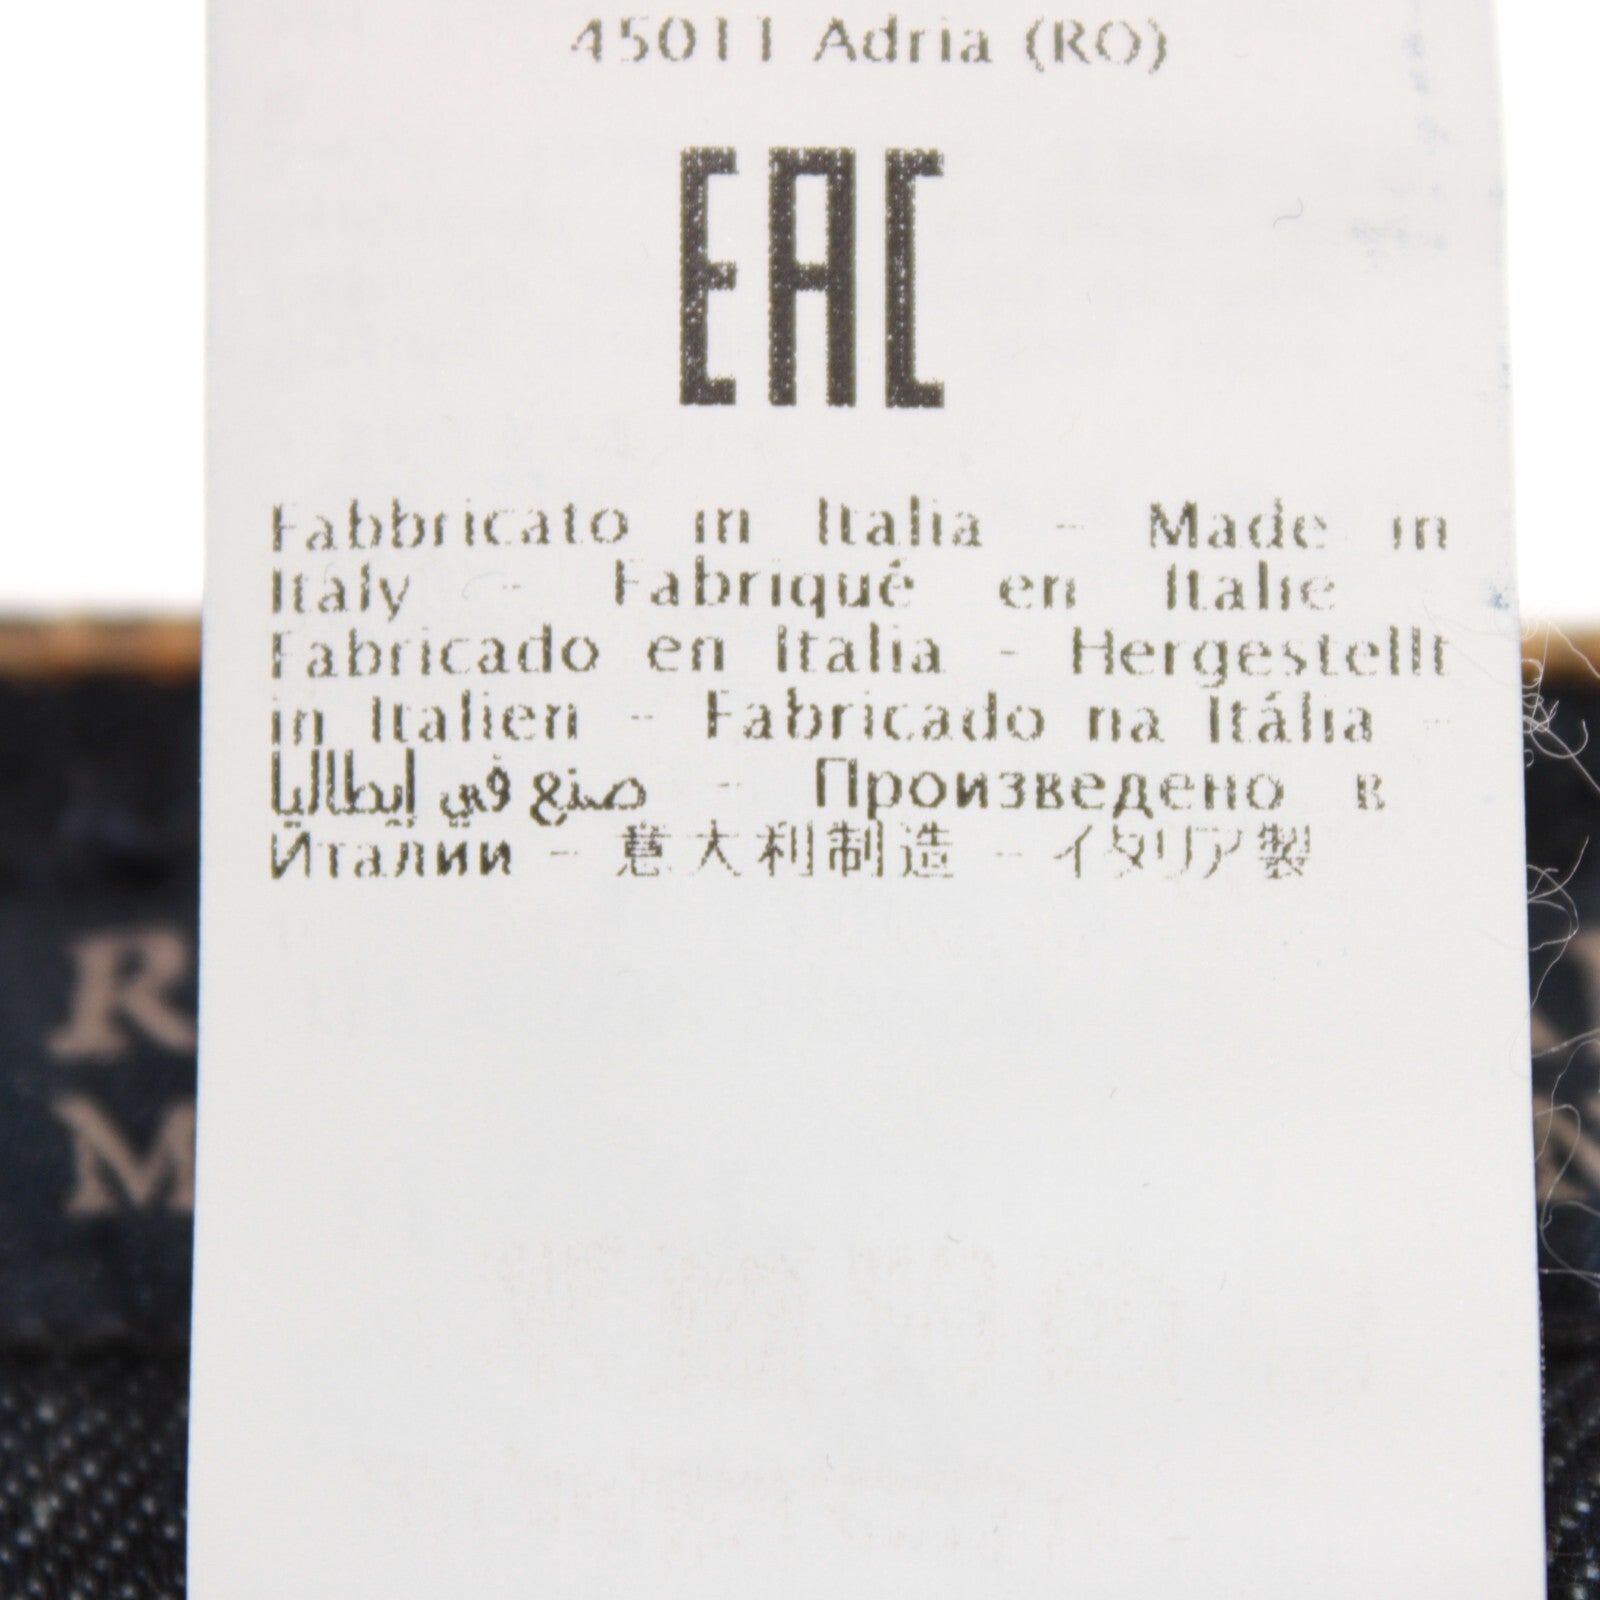 45011 Adria (RO)
EAC
Fabbricato in Italia - Made in
Italy - Fabriqué en Italie -
Fabricado en Italia - Hergestellt
in Italien - Fabricado na Itália -
صنع في إيطاليا - Произведено в
Италии - 意大利制造 - イタリア製
R
M